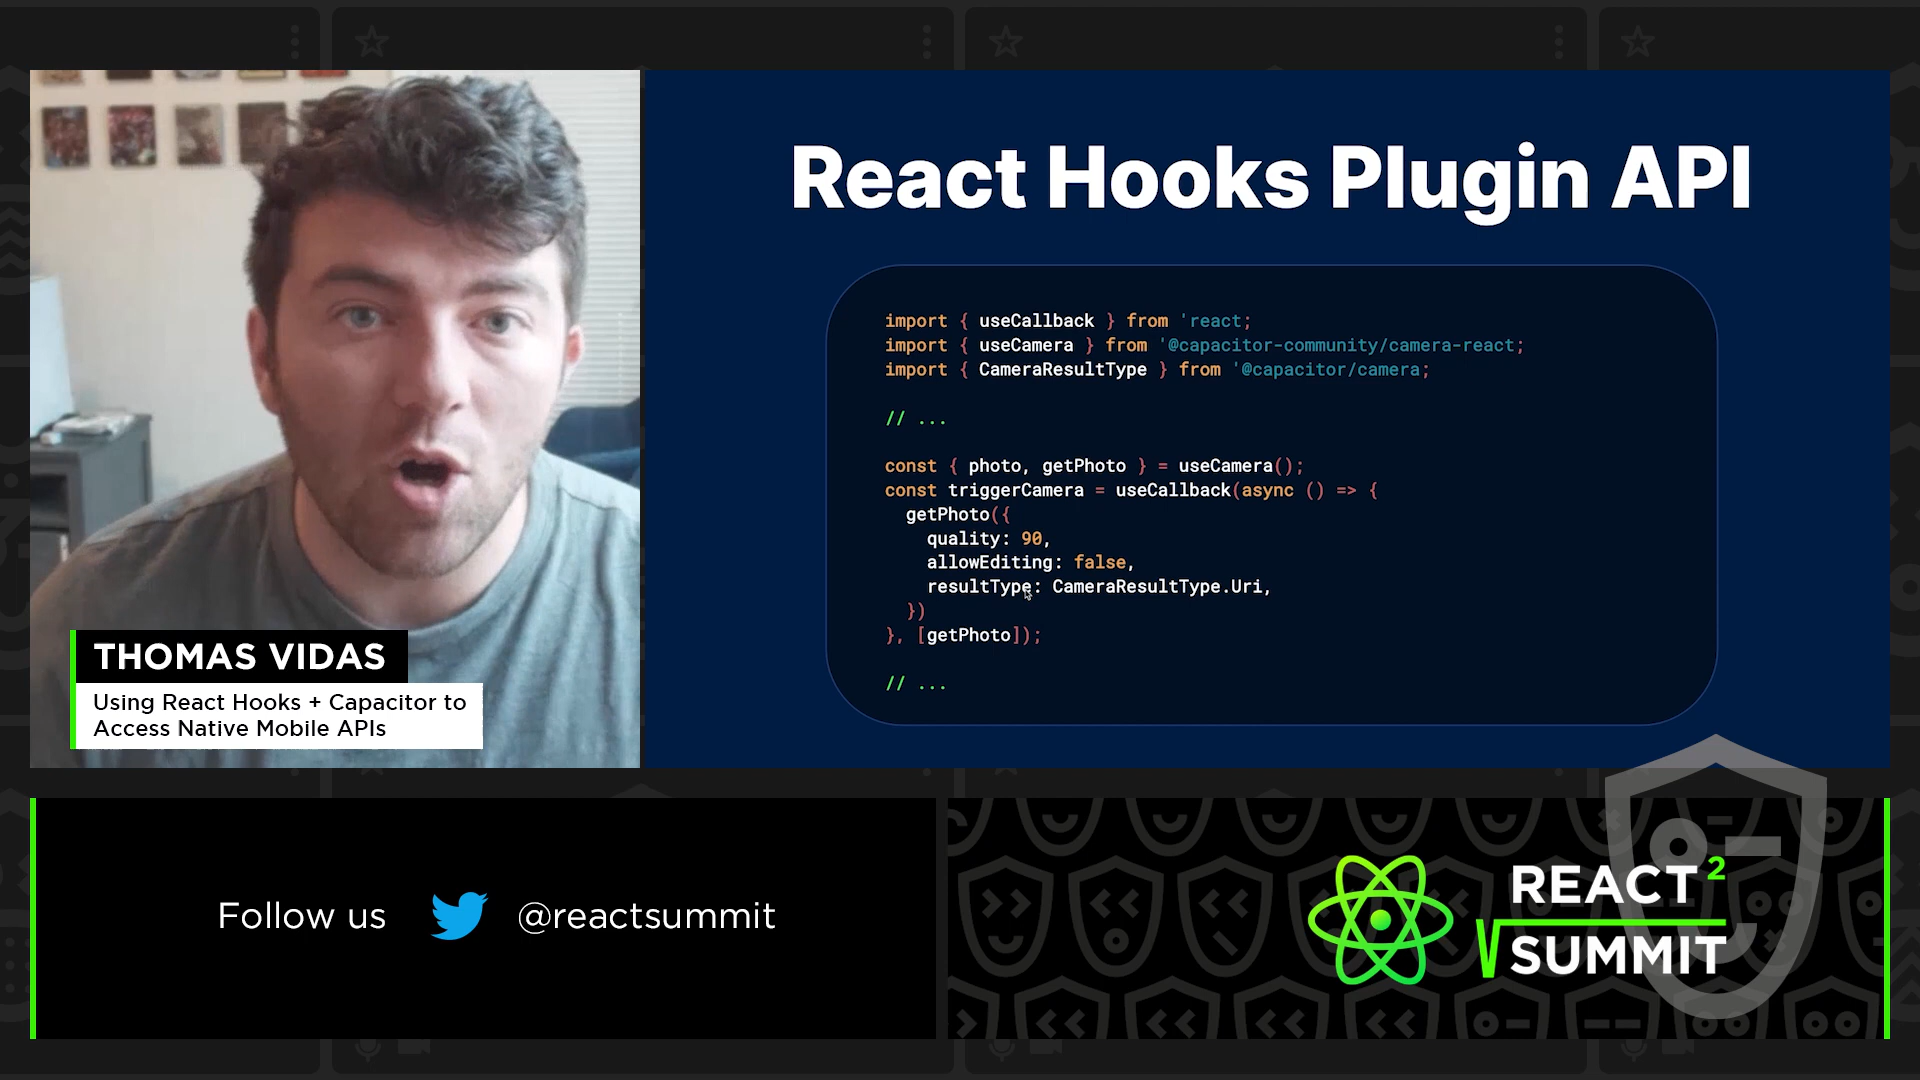 React Hooks Plugin API
import { useCallback } from 'react;
import { useCamera } from '@capacitor-community/camera-react;
import { CameraResultType } from '@capacitor/camera;
// ...
const { photo, getPhoto } = useCamera();
const triggerCamera = useCallback(async () => {
getPhoto({
quality: 90,
allowEditing: false,
resultType: CameraResultType.Uri,
})
}, [getPhoto]);
// ...
THOMAS VIDAS
Using React Hooks + Capacitor to
Access Native Mobile APIs
Follow us @reactsummit
REACT 2
SUMMIT